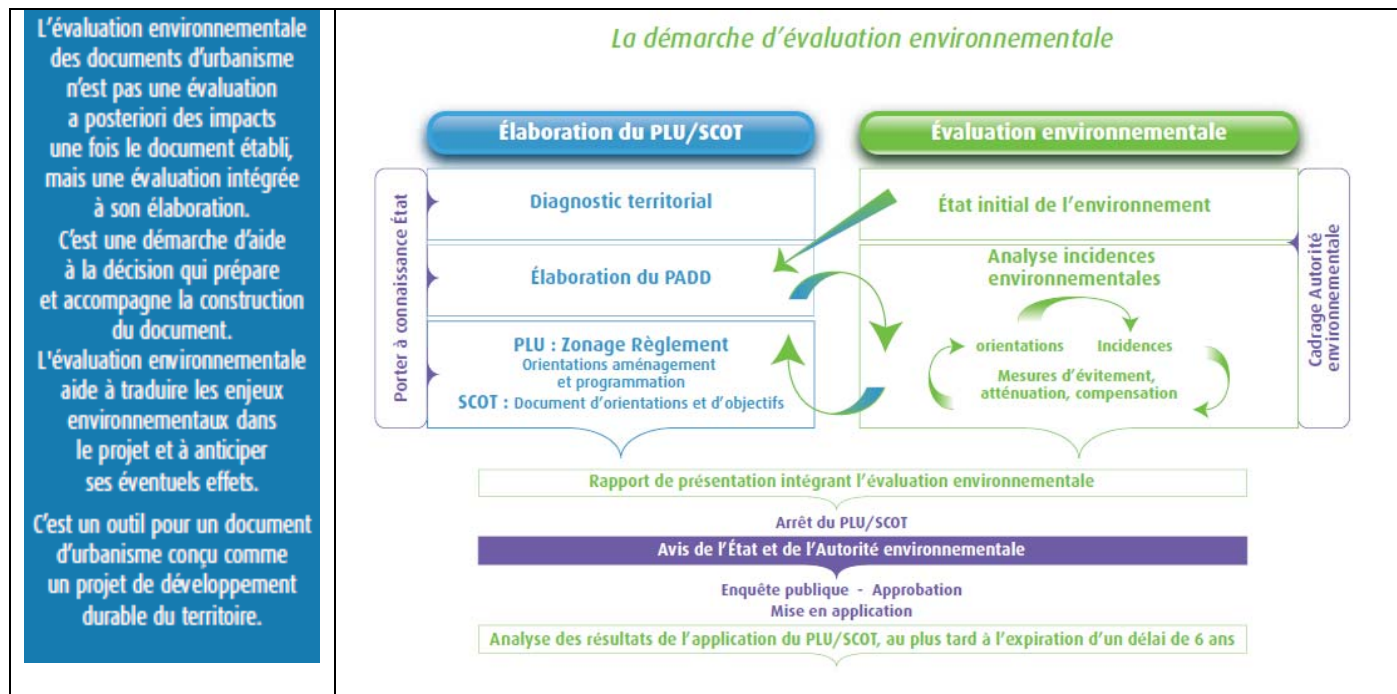 L'évaluation environnementale
des documents d'urbanisme
n'est pas une évaluation
a posteriori des impacts
une fois le document établi,
mais une évaluation intégrée
à son élaboration.
C'est une démarche d'aide
à la décision qui prépare
et accompagne la construction
du document.
L'évaluation environnementale
aide à traduire les enjeux
environnementaux dans
le projet et à anticiper
ses éventuels effets.
C'est un outil pour un document
d'urbanisme conçu comme
un projet de développement
durable du territoire.
La démarche d'évaluation environnementale
Élaboration du PLU/SCOT
Évaluation environnementale
Porter à connaissance État
Diagnostic territorial
État initial de l'environnement
Élaboration du PADD
Analyse incidences
environnementales
PLU : Zonage Règlement
Orientations aménagement
et programmation
SCOT : Document d'orientations et d'objectifs
orientations
Incidences
Mesures d'évitement,
atténuation, compensation
Cadrage Autorité
environnementale
Rapport de présentation intégrant l'évaluation environnementale
Arrêt du PLU/SCOT
Avis de l'État et de l'Autorité environnementale
Enquête publique - Approbation
Mise en application
Analyse des résultats de l'application du PLU/SCOT, au plus tard à l'expiration d'un délai de 6 ans